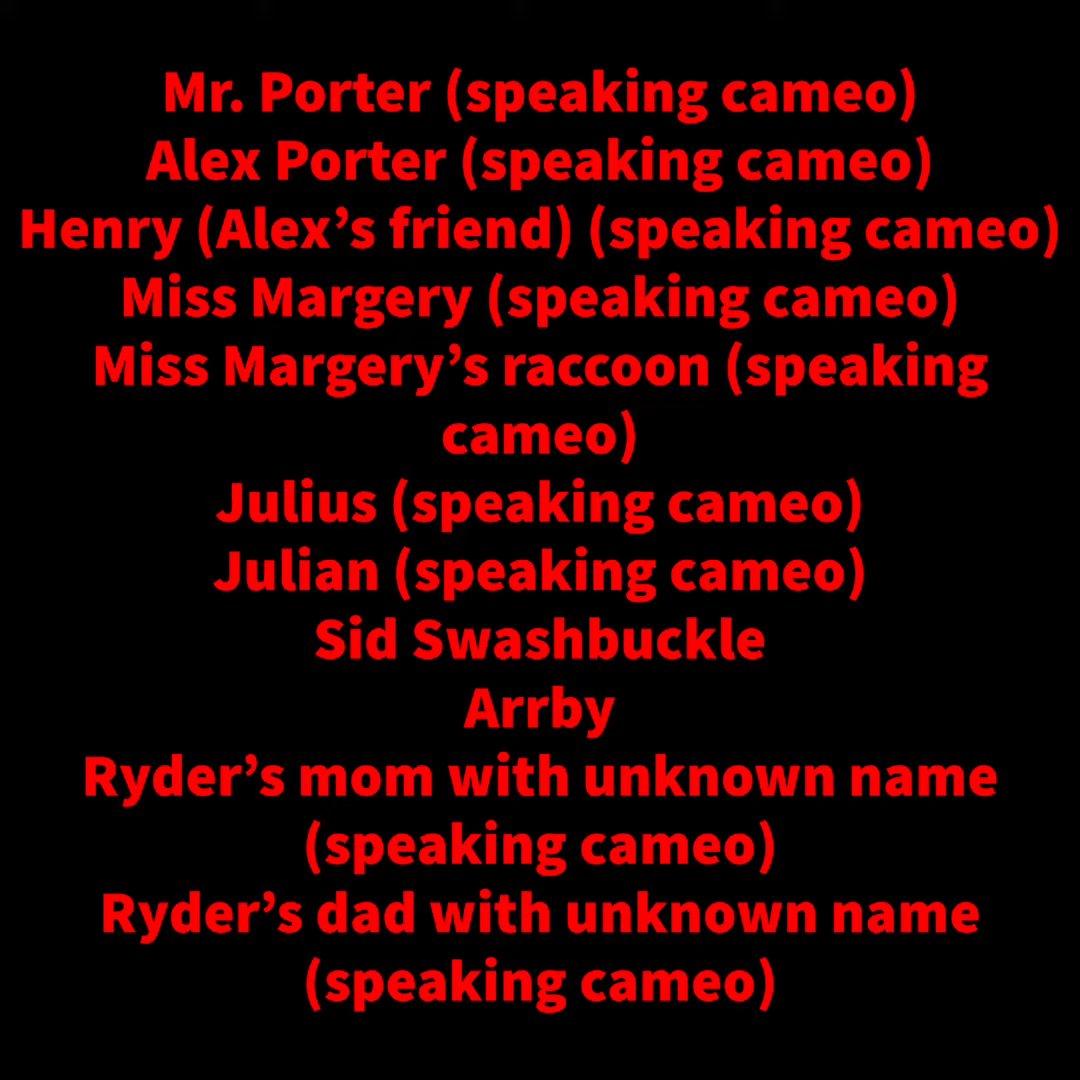 Mr. Porter (speaking cameo)
Alex Porter (speaking cameo)
Henry (Alex’s friend) (speaking cameo)
Miss Margery (speaking cameo)
Miss Margery’s raccoon (speaking
cameo)
Julius (speaking cameo)
Julian (speaking cameo)
Sid Swashbuckle
Arrby
Ryder’s mom with unknown name
(speaking cameo)
Ryder’s dad with unknown name
(speaking cameo)